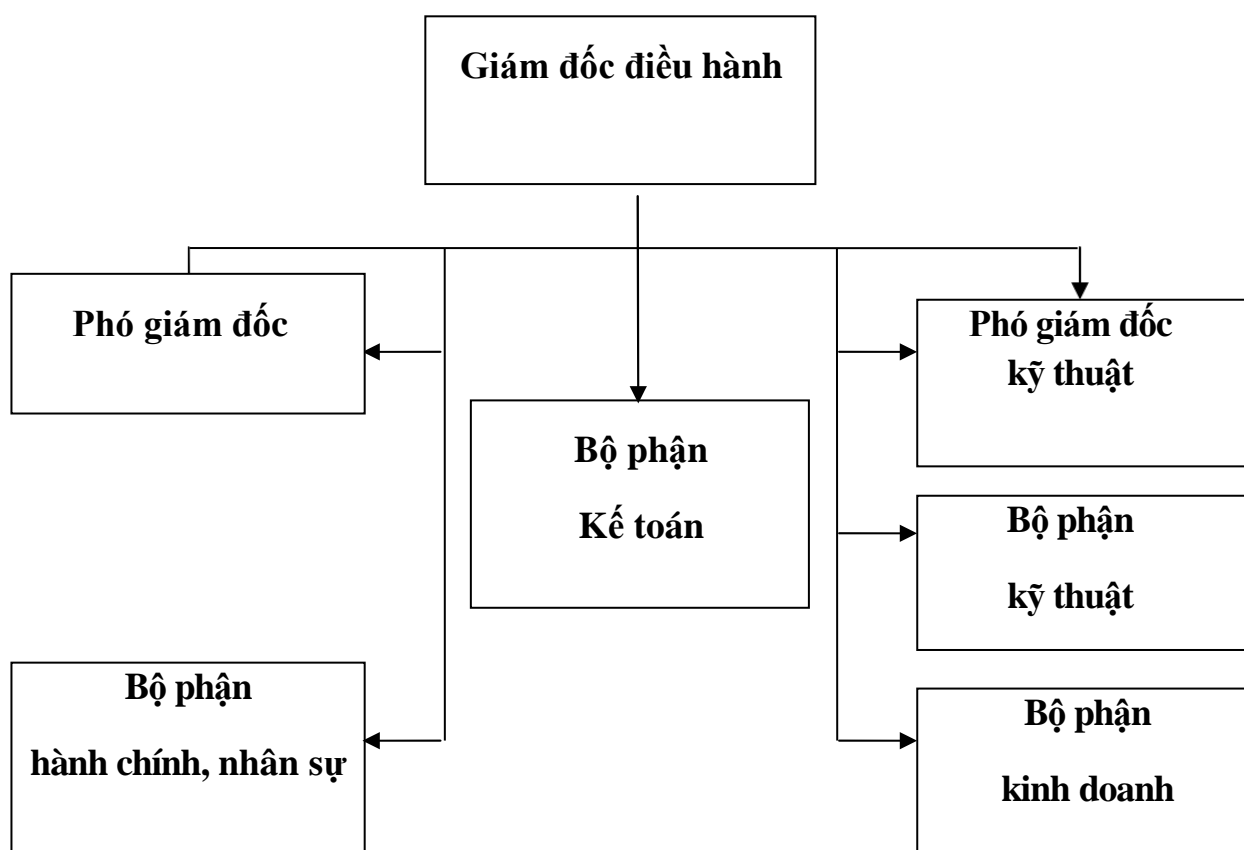 Giám đốc điều hành
Phó giám đốc
Phó giám đốc
kỹ thuật
Bộ phận
Kế toán
Bộ phận
kỹ thuật
Bộ phận
hành chính, nhân sự
Bộ phận
kinh doanh